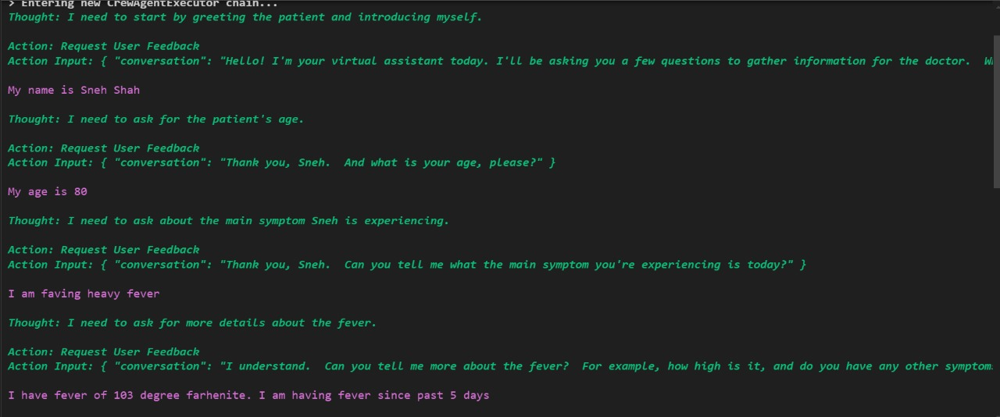 > Entering new CrewAgentExecutor chain...
Thought: I need to start by greeting the patient and introducing myself.
Action: Request User Feedback
Action Input: { "conversation": "Hello! I'm your virtual assistant today. I'll be asking you a few questions to gather information for the doctor.
My name is Sneh Shah
Thought: I need to ask for the patient's age.
Action: Request User Feedback
Action Input: { "conversation": "Thank you, Sneh.  And what is your age, please?" }
My age is 80
Thought: I need to ask about the main symptom Sneh is experiencing.
Action: Request User Feedback
Action Input: { "conversation": "Thank you, Sneh.  Can you tell me what the main symptom you're experiencing is today?" }
I am faving heavy fever
Thought: I need to ask for more details about the fever.
Action: Request User Feedback
Action Input: { "conversation": "I understand.  Can you tell me more about the fever?  For example, how high is it, and do you have any other symptom
I have fever of 103 degree farhenite. I am having fever since past 5 days